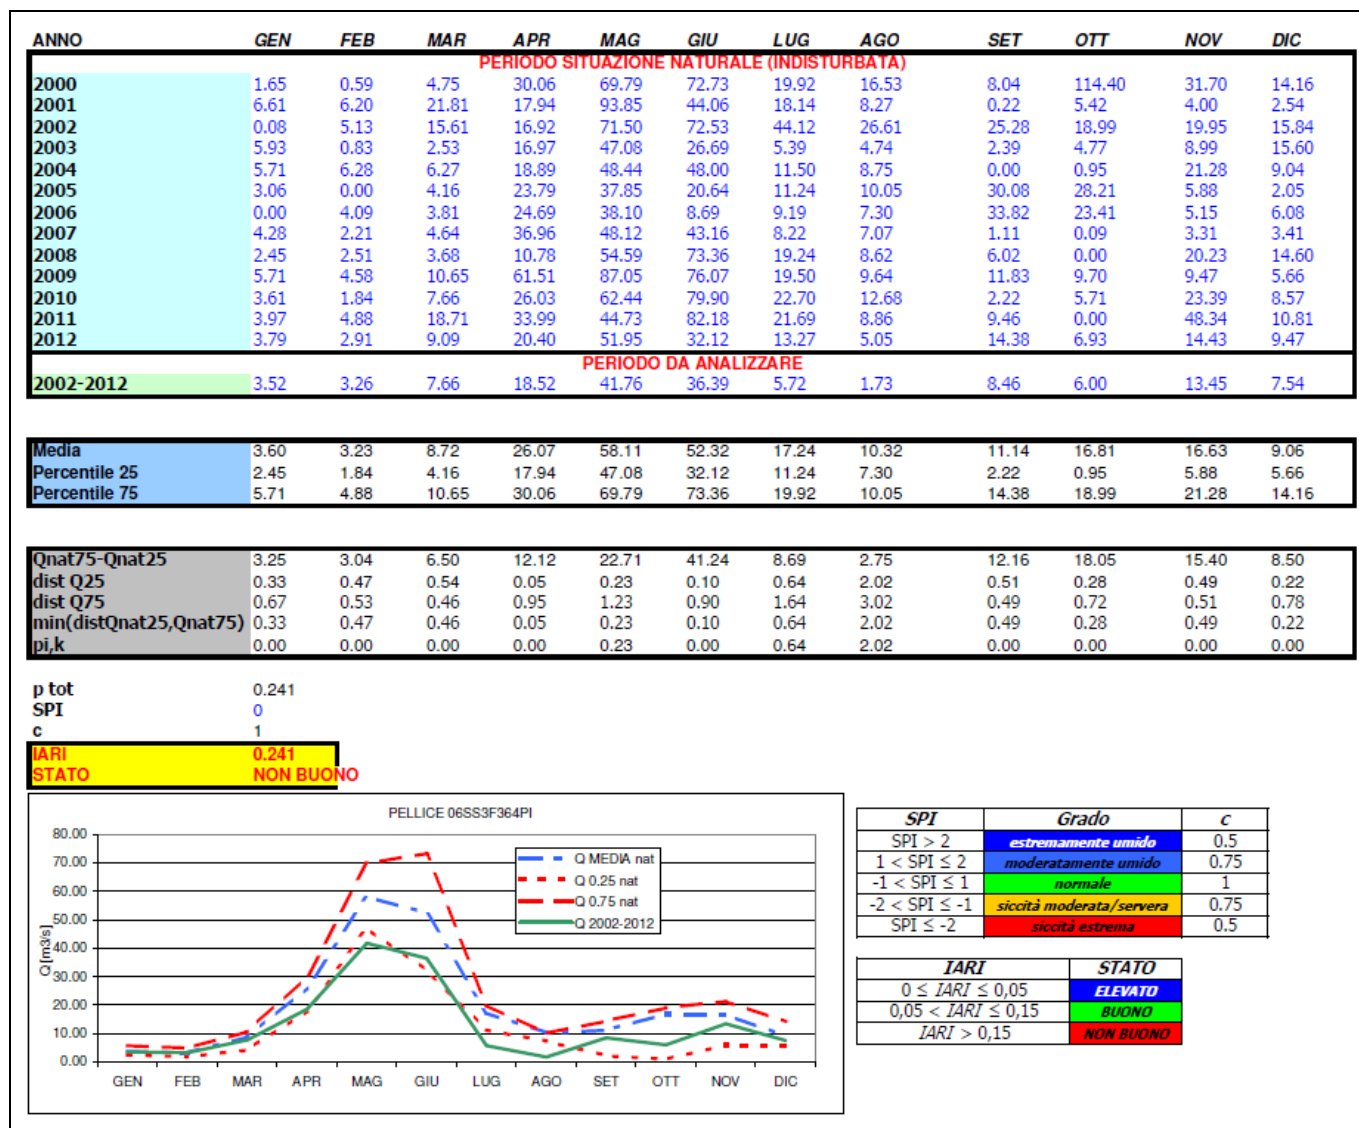 ANNO GEN FEB MAR APR MAG GIU LUG AGO SET OTT NOV DIC
PERIODO SITUAZIONE NATURALE (INDISTURBATA)
2000 1.65 0.59 4.75 30.06 69.79 72.73 19.92 16.53 8.04 114.40 31.70 14.16
2001 6.61 6.20 21.81 17.94 93.85 44.06 18.14 8.27 0.22 5.42 4.00 2.54
2002 0.08 5.13 15.61 16.92 71.50 72.53 44.12 26.61 25.28 18.99 19.95 15.84
2003 5.93 0.83 2.53 16.97 47.08 26.69 5.39 4.74 2.39 4.77 8.99 15.60
2004 5.71 6.28 6.27 18.89 48.44 48.00 11.50 8.75 0.00 0.95 21.28 9.04
2005 3.06 0.00 4.16 23.79 37.85 20.64 11.24 10.05 30.08 28.21 5.88 2.05
2006 0.00 4.09 3.81 24.69 38.10 8.69 9.19 7.30 33.82 23.41 5.15 6.08
2007 4.28 2.21 4.64 36.96 48.12 43.16 8.22 7.07 1.11 0.09 3.31 3.41
2008 2.45 2.51 3.68 10.78 54.59 73.36 19.24 8.62 6.02 0.00 20.23 14.60
2009 5.71 4.58 10.65 61.51 87.05 76.07 19.50 9.64 11.83 9.70 9.47 5.66
2010 3.61 1.84 7.66 26.03 62.44 79.90 22.70 12.68 2.22 5.71 23.39 8.57
2011 3.97 4.88 18.71 33.99 44.73 82.18 21.69 8.86 9.46 0.00 48.34 10.81
2012 3.79 2.91 9.09 20.40 51.95 32.12 13.27 5.05 14.38 6.93 14.43 9.47
PERIODO DA ANALIZZARE
2002-2012 3.52 3.26 7.66 18.52 41.76 36.39 5.72 1.73 8.46 6.00 13.45 7.54
Media 3.60 3.23 8.72 26.07 58.11 52.32 17.24 10.32 11.14 16.81 16.63 9.06
Percentile 25 2.45 1.84 4.16 17.94 47.08 32.12 11.24 7.30 2.22 0.95 5.88 5.66
Percentile 75 5.71 4.88 10.65 30.06 69.79 73.36 19.92 10.05 14.38 18.99 21.28 14.16
Qnat75-Qnat25 3.25 3.04 6.50 12.12 22.71 41.24 8.69 2.75 12.16 18.05 15.40 8.50
dist Q25 0.33 0.47 0.54 0.05 0.23 0.10 0.64 2.02 0.51 0.28 0.49 0.22
dist Q75 0.67 0.53 0.46 0.95 1.23 0.90 1.64 3.02 0.49 0.72 0.51 0.78
min(distQnat25,Qnat75) 0.33 0.47 0.46 0.05 0.23 0.10 0.64 2.02 0.49 0.28 0.49 0.22
pi,k 0.00 0.00 0.00 0.00 0.23 0.00 0.64 2.02 0.00 0.00 0.00 0.00
p tot 0.241
SPI 0
c 1
IARI 0.241
STATO NON BUONO
PELLICE 06SS3F364PI
Q [m3/s]
80.00
70.00
60.00
50.00
40.00
30.00
20.00
10.00
0.00
GEN FEB MAR APR MAG GIU LUG AGO SET OTT NOV DIC
Q MEDIA nat
Q 0.25 nat
Q 0.75 nat
Q 2002-2012
SPI Grado c
SPI > 2 estremamente umido 0.5
1 < SPI ≤ 2 moderatamente umido 0.75
-1 < SPI ≤ 1 normale 1
-2 < SPI ≤ -1 siccità moderata/servera 0.75
SPI ≤ -2 siccità estrema 0.5
IARI STATO
0 ≤ IARI ≤ 0,05 ELEVATO
0,05 < IARI ≤ 0,15 BUONO
IARI > 0,15 NON BUONO